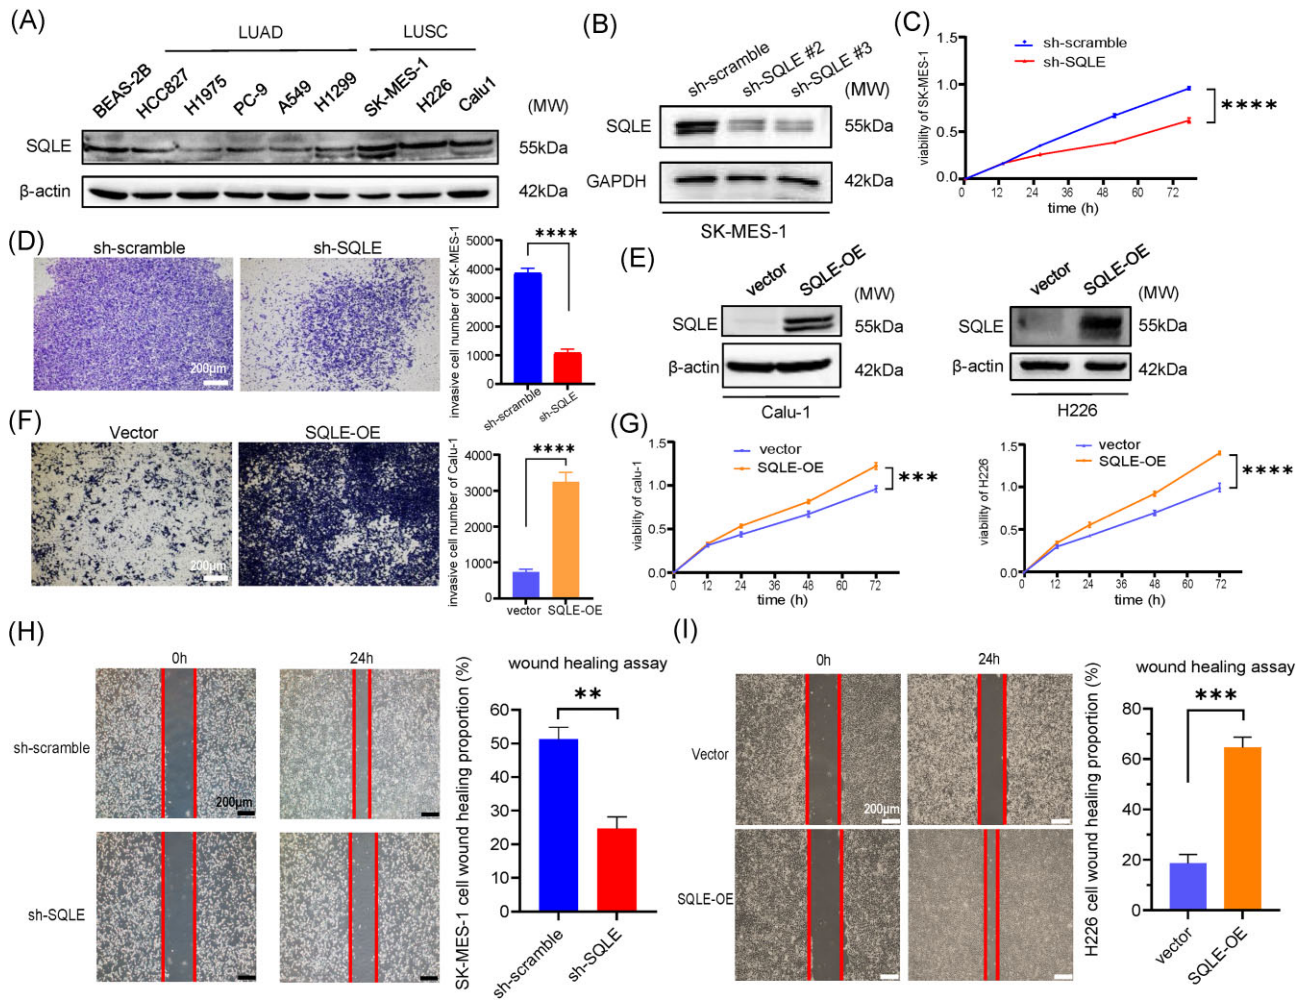 (A)
LUAD
LUSC
BEAS-2B
HCC827
H1975
PC-9
A549
H1299
SK-MES-1
H226
Calu1
(MW)
SQLE
55kDa
β-actin
42kDa
(B)
sh-scramble
sh-SQLE #2
sh-SQLE #3
(MW)
SQLE
55kDa
GAPDH
42kDa
SK-MES-1
(C)
sh-scramble
sh-SQLE
viability of SK-MES-1
1.5
1.0
0.5
0.0
0 12 24 36 48 60 72
time (h)
****
(D)
sh-scramble
sh-SQLE
200μm
invasive cell number of SK-MES-1
5000
4000
3000
2000
1000
0
****
sh-scramble
sh-SQLE
(E)
vector
SQLE-OE
(MW)
SQLE
55kDa
β-actin
42kDa
Calu-1
vector
SQLE-OE
(MW)
SQLE
55kDa
β-actin
42kDa
H226
(F)
Vector
SQLE-OE
200μm
invasive cell number of Calu-1
4000
3000
2000
1000
0
****
vector
SQLE-OE
(G)
vector
SQLE-OE
viability of calu-1
1.5
1.0
0.5
0.0
0 12 24 36 48 60 72
time (h)
***
vector
SQLE-OE
viability of H226
1.5
1.0
0.5
0.0
0 12 24 36 48 60 72
time (h)
****
(H)
0h
24h
sh-scramble
200μm
sh-SQLE
wound healing assay
SK-MES-1 cell wound healing proportion (%)
60
50
40
30
20
10
0
**
sh-scramble
sh-SQLE
(I)
0h
24h
Vector
200μm
SQLE-OE
wound healing assay
H226 cell wound healing proportion (%)
80
60
40
20
0
***
vector
SQLE-OE